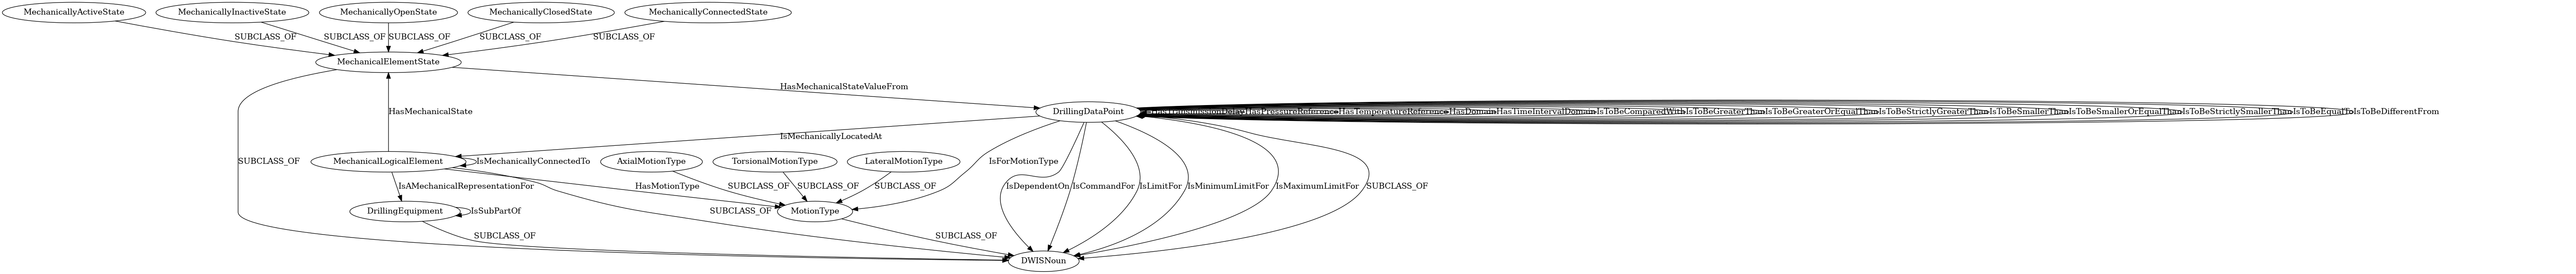 MechanicallyActiveState
MechanicallyInactiveState
MechanicallyOpenState
MechanicallyClosedState
MechanicallyConnectedState
SUBCLASS_OF
SUBCLASS_OF
SUBCLASS_OF
SUBCLASS_OF
SUBCLASS_OF
MechanicalElementState
HasMechanicalStateValueFrom
HasMechanicalState
DrillingDataPoint
HasPressureReference
HasTemperatureReference
HasDomain
HasTimeIntervalDomain
IsToBeComparedWith
IsToBeGreaterThan
IsToBeGreaterOrEqualThan
IsToBeStrictlyGreaterThan
IsToBeSmallerThan
IsToBeSmallerOrEqualThan
IsToBeStrictlySmallerThan
IsToBeEqualTo
IsToBeDifferentFrom
IsMechanicallyLocatedAt
SUBCLASS_OF
MechanicalLogicalElement
IsMechanicallyConnectedTo
AxialMotionType
TorsionalMotionType
LateralMotionType
IsForMotionType
IsAMechanicalRepresentationFor
HasMotionType
SUBCLASS_OF
SUBCLASS_OF
SUBCLASS_OF
IsDependentOn
IsCommandFor
IsLimitFor
IsMinimumLimitFor
IsMaximumLimitFor
SUBCLASS_OF
DrillingEquipment
IsSubPartOf
SUBCLASS_OF
MotionType
SUBCLASS_OF
SUBCLASS_OF
DWISNoun